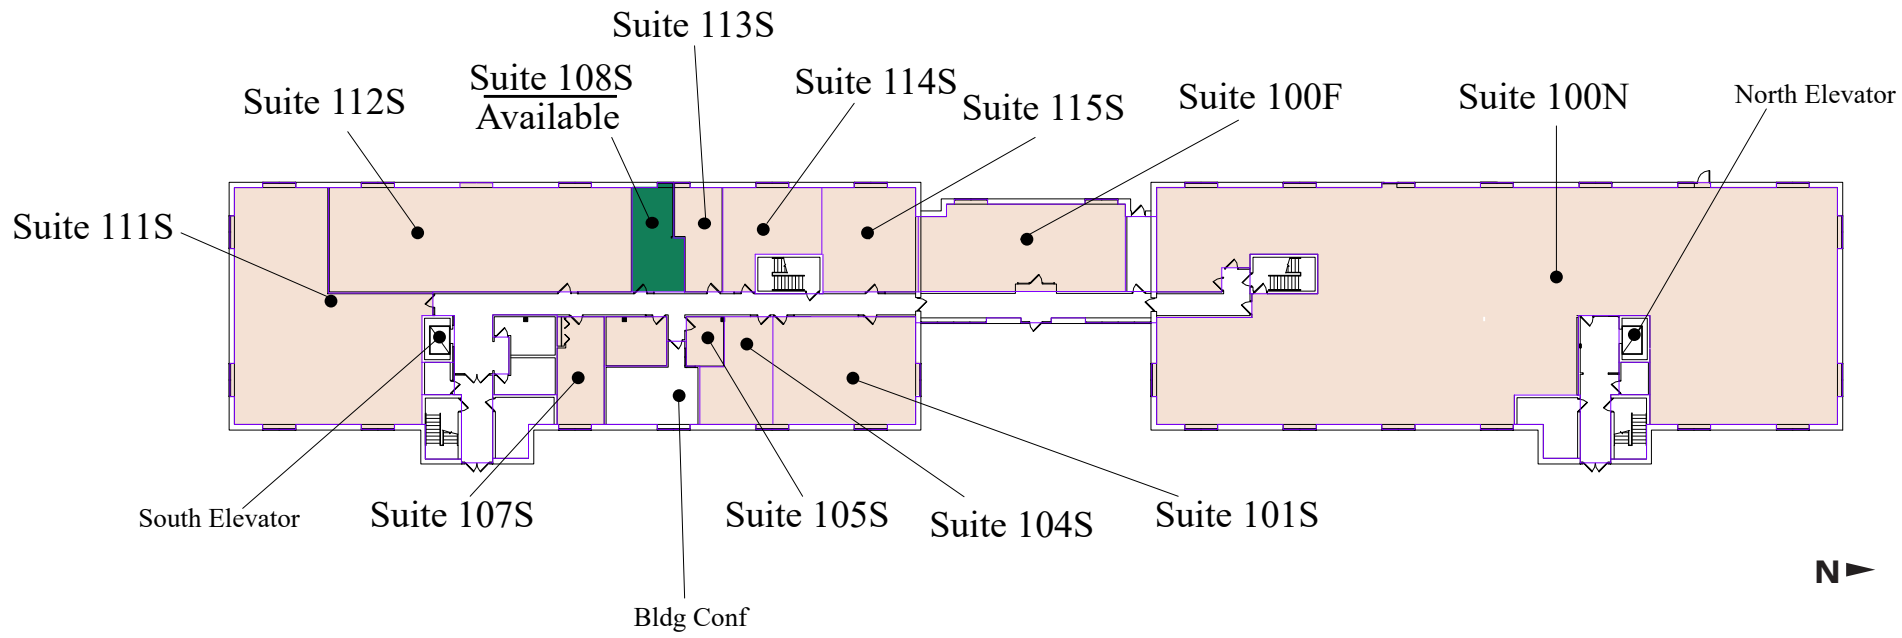 Suite 113S
Suite 108S
Available
Suite 114S
Suite 112S
Suite 115S
Suite 100F
Suite 100N
North Elevator
Suite 111S
South Elevator
Suite 107S
Suite 105S
Suite 104S
Suite 101S
Bldg Conf
N